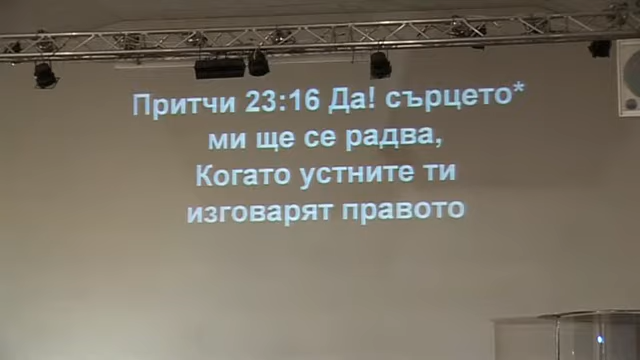 Притчи 23:16 Да! сърцето*
ми ще се радва,
Когато устните ти
изговарят правото